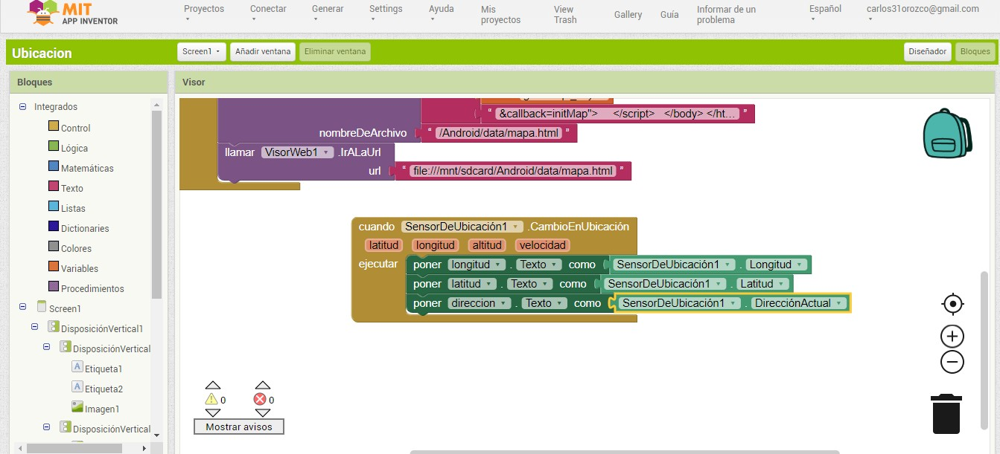 MIT
APP INVENTOR
Proyectos Conectar Generar Settings Ayuda Mis proyectos View Trash Gallery Guía Informar de un problema Español carlos31orozco@gmail.com
Ubicacion Screen1 Añadir ventana Eliminar ventana Diseñador Bloques
Bloques Visor
Integrados
Control
Lógica
Matemáticas
Texto
Listas
Dictionaries
Colores
Variables
Procedimientos
Screen1
DisposiciónVertical1
DisposiciónVertical
Etiqueta1
Etiqueta2
Imagen1
DisposiciónVertical
“ &callback=initMap"> </script> </body> </ht... ”
nombreDeArchivo “ /Android/data/mapa.html ”
llamar VisorWeb1 .IrALaUrl
url “ file:///mnt/sdcard/Android/data/mapa.html ”
cuando SensorDeUbicación1 .CambioEnUbicación
latitud longitud altitud velocidad
ejecutar poner longitud . Texto como SensorDeUbicación1 . Longitud
poner latitud . Texto como SensorDeUbicación1 . Latitud
poner direccion . Texto como SensorDeUbicación1 . DirecciónActual
0 0
Mostrar avisos